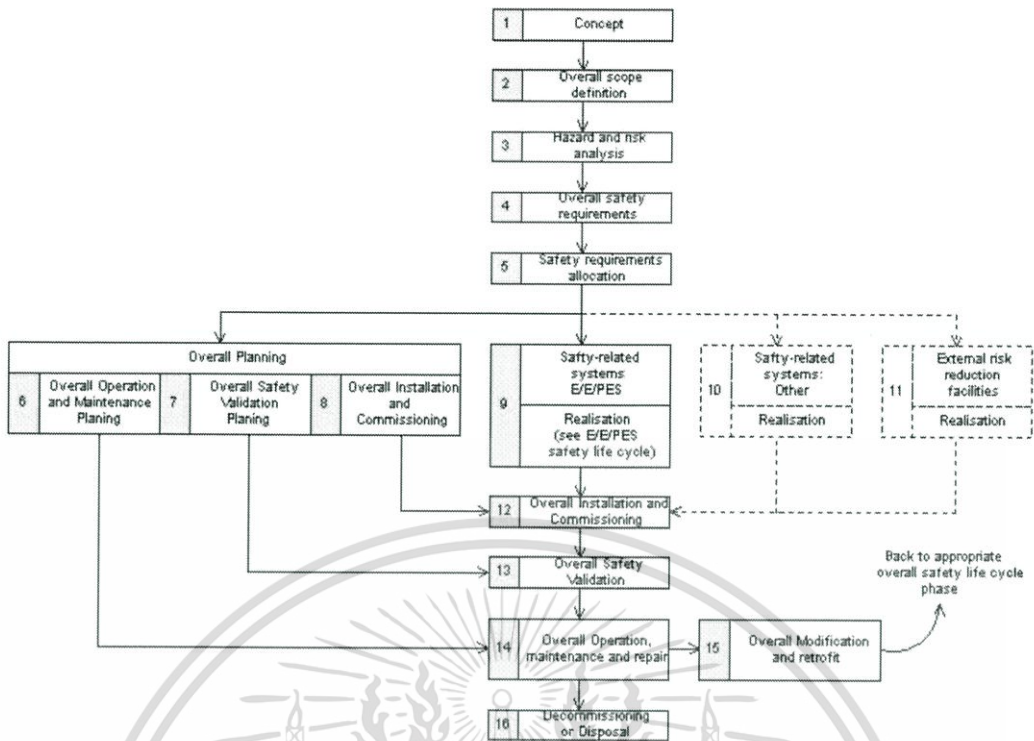 1
Concept
2
Overall scope
definition
3
Hazard and risk
analysis
4
Overall safety
requirements
5
Safety requirements
allocation
Overall Planning
6
Overall Operation
and Maintenance
Planing
7
Overall Safety
Validation
Planing
8
Overall Installation
and
Commissioning
9
Safty-related
systems
E/E/PES
Realisation
(see E/E/PES
safety life cycle)
10
Safty-related
systems:
Other
Realisation
11
External risk
reduction
facilities
Realisation
12
Overall Installation and
Commissioning
13
Overall Safety
Validation
14
Overall Operation,
maintenance and repair
15
Overall Modification
and retrofit
Back to appropriate
overall safety life cycle
phase
16
Decommissioning
or Disposal